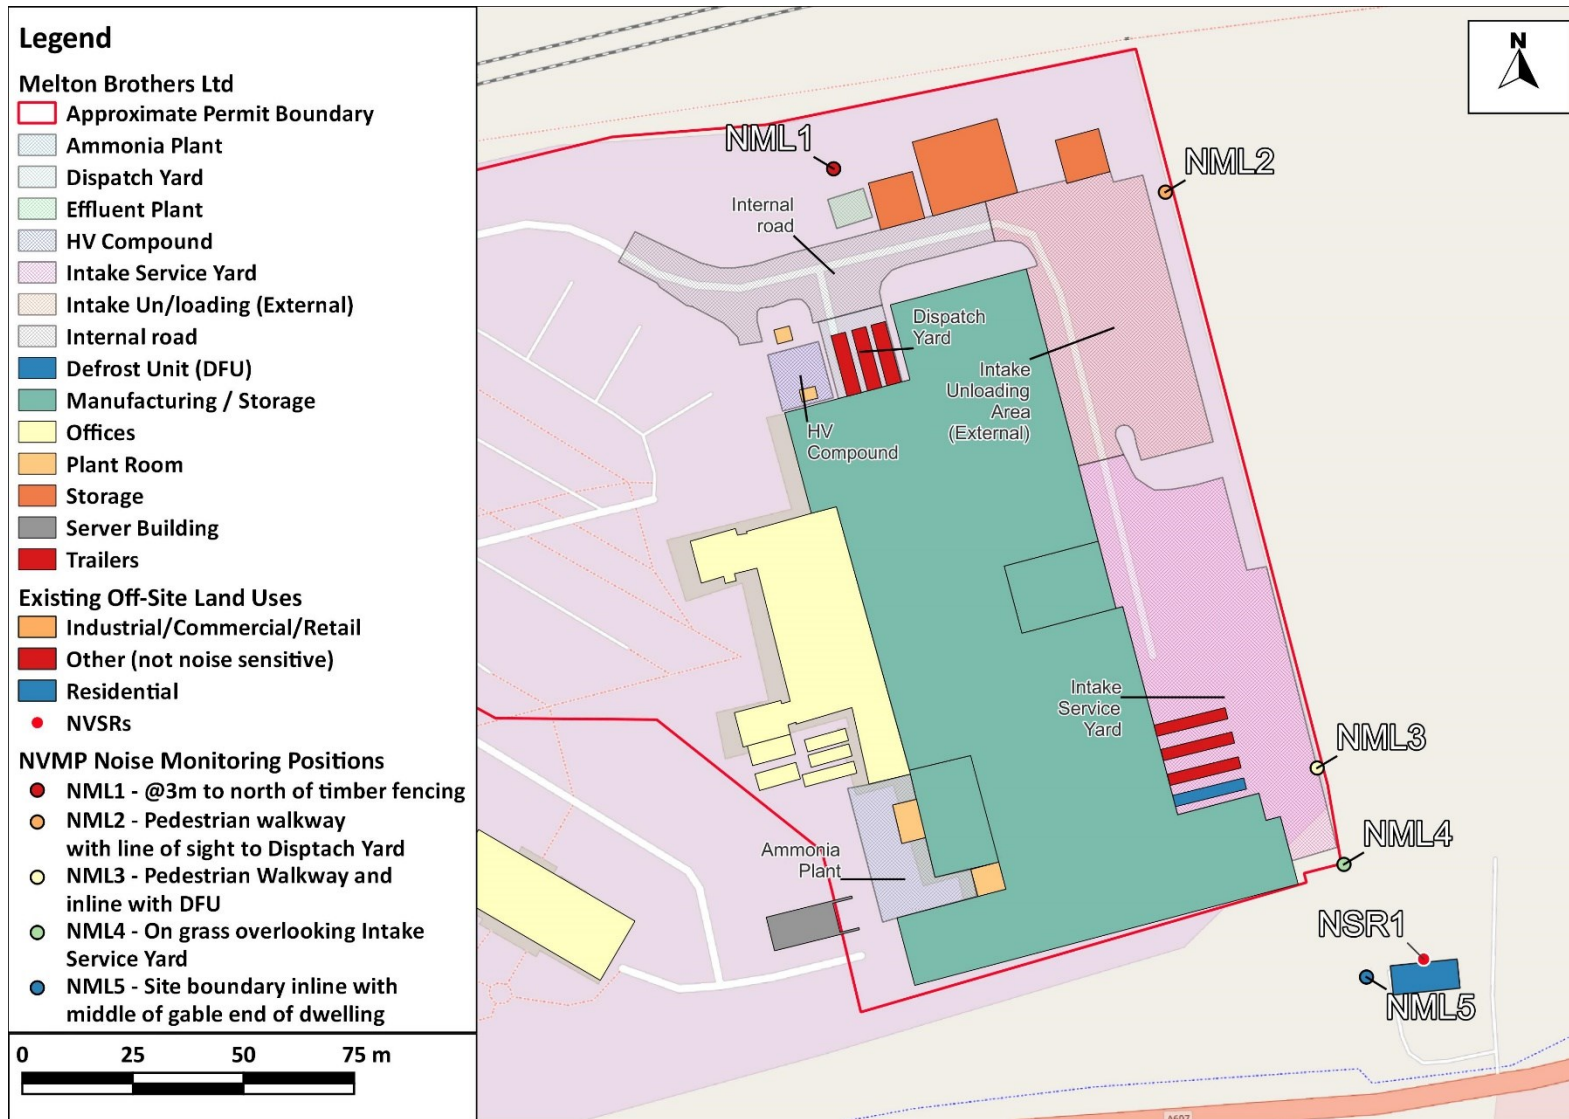 Legend
Melton Brothers Ltd
Approximate Permit Boundary
Ammonia Plant
Dispatch Yard
Effluent Plant
HV Compound
Intake Service Yard
Intake Un/loading (External)
Internal road
Defrost Unit (DFU)
Manufacturing / Storage
Offices
Plant Room
Storage
Server Building
Trailers
Existing Off-Site Land Uses
Industrial/Commercial/Retail
Other (not noise sensitive)
Residential
NVSRs
NVMP Noise Monitoring Positions
NML1 - @3m to north of timber fencing
NML2 - Pedestrian walkway
with line of sight to Disptach Yard
NML3 - Pedestrian Walkway and
inline with DFU
NML4 - On grass overlooking Intake
Service Yard
NML5 - Site boundary inline with
middle of gable end of dwelling
0 25 50 75 m
N
NML1
NML2
Internal
road
Dispatch
Yard
Intake
Unloading
Area
(External)
HV
Compound
Intake
Service
Yard
NML3
NML4
Ammonia
Plant
NSR1
NML5
A607